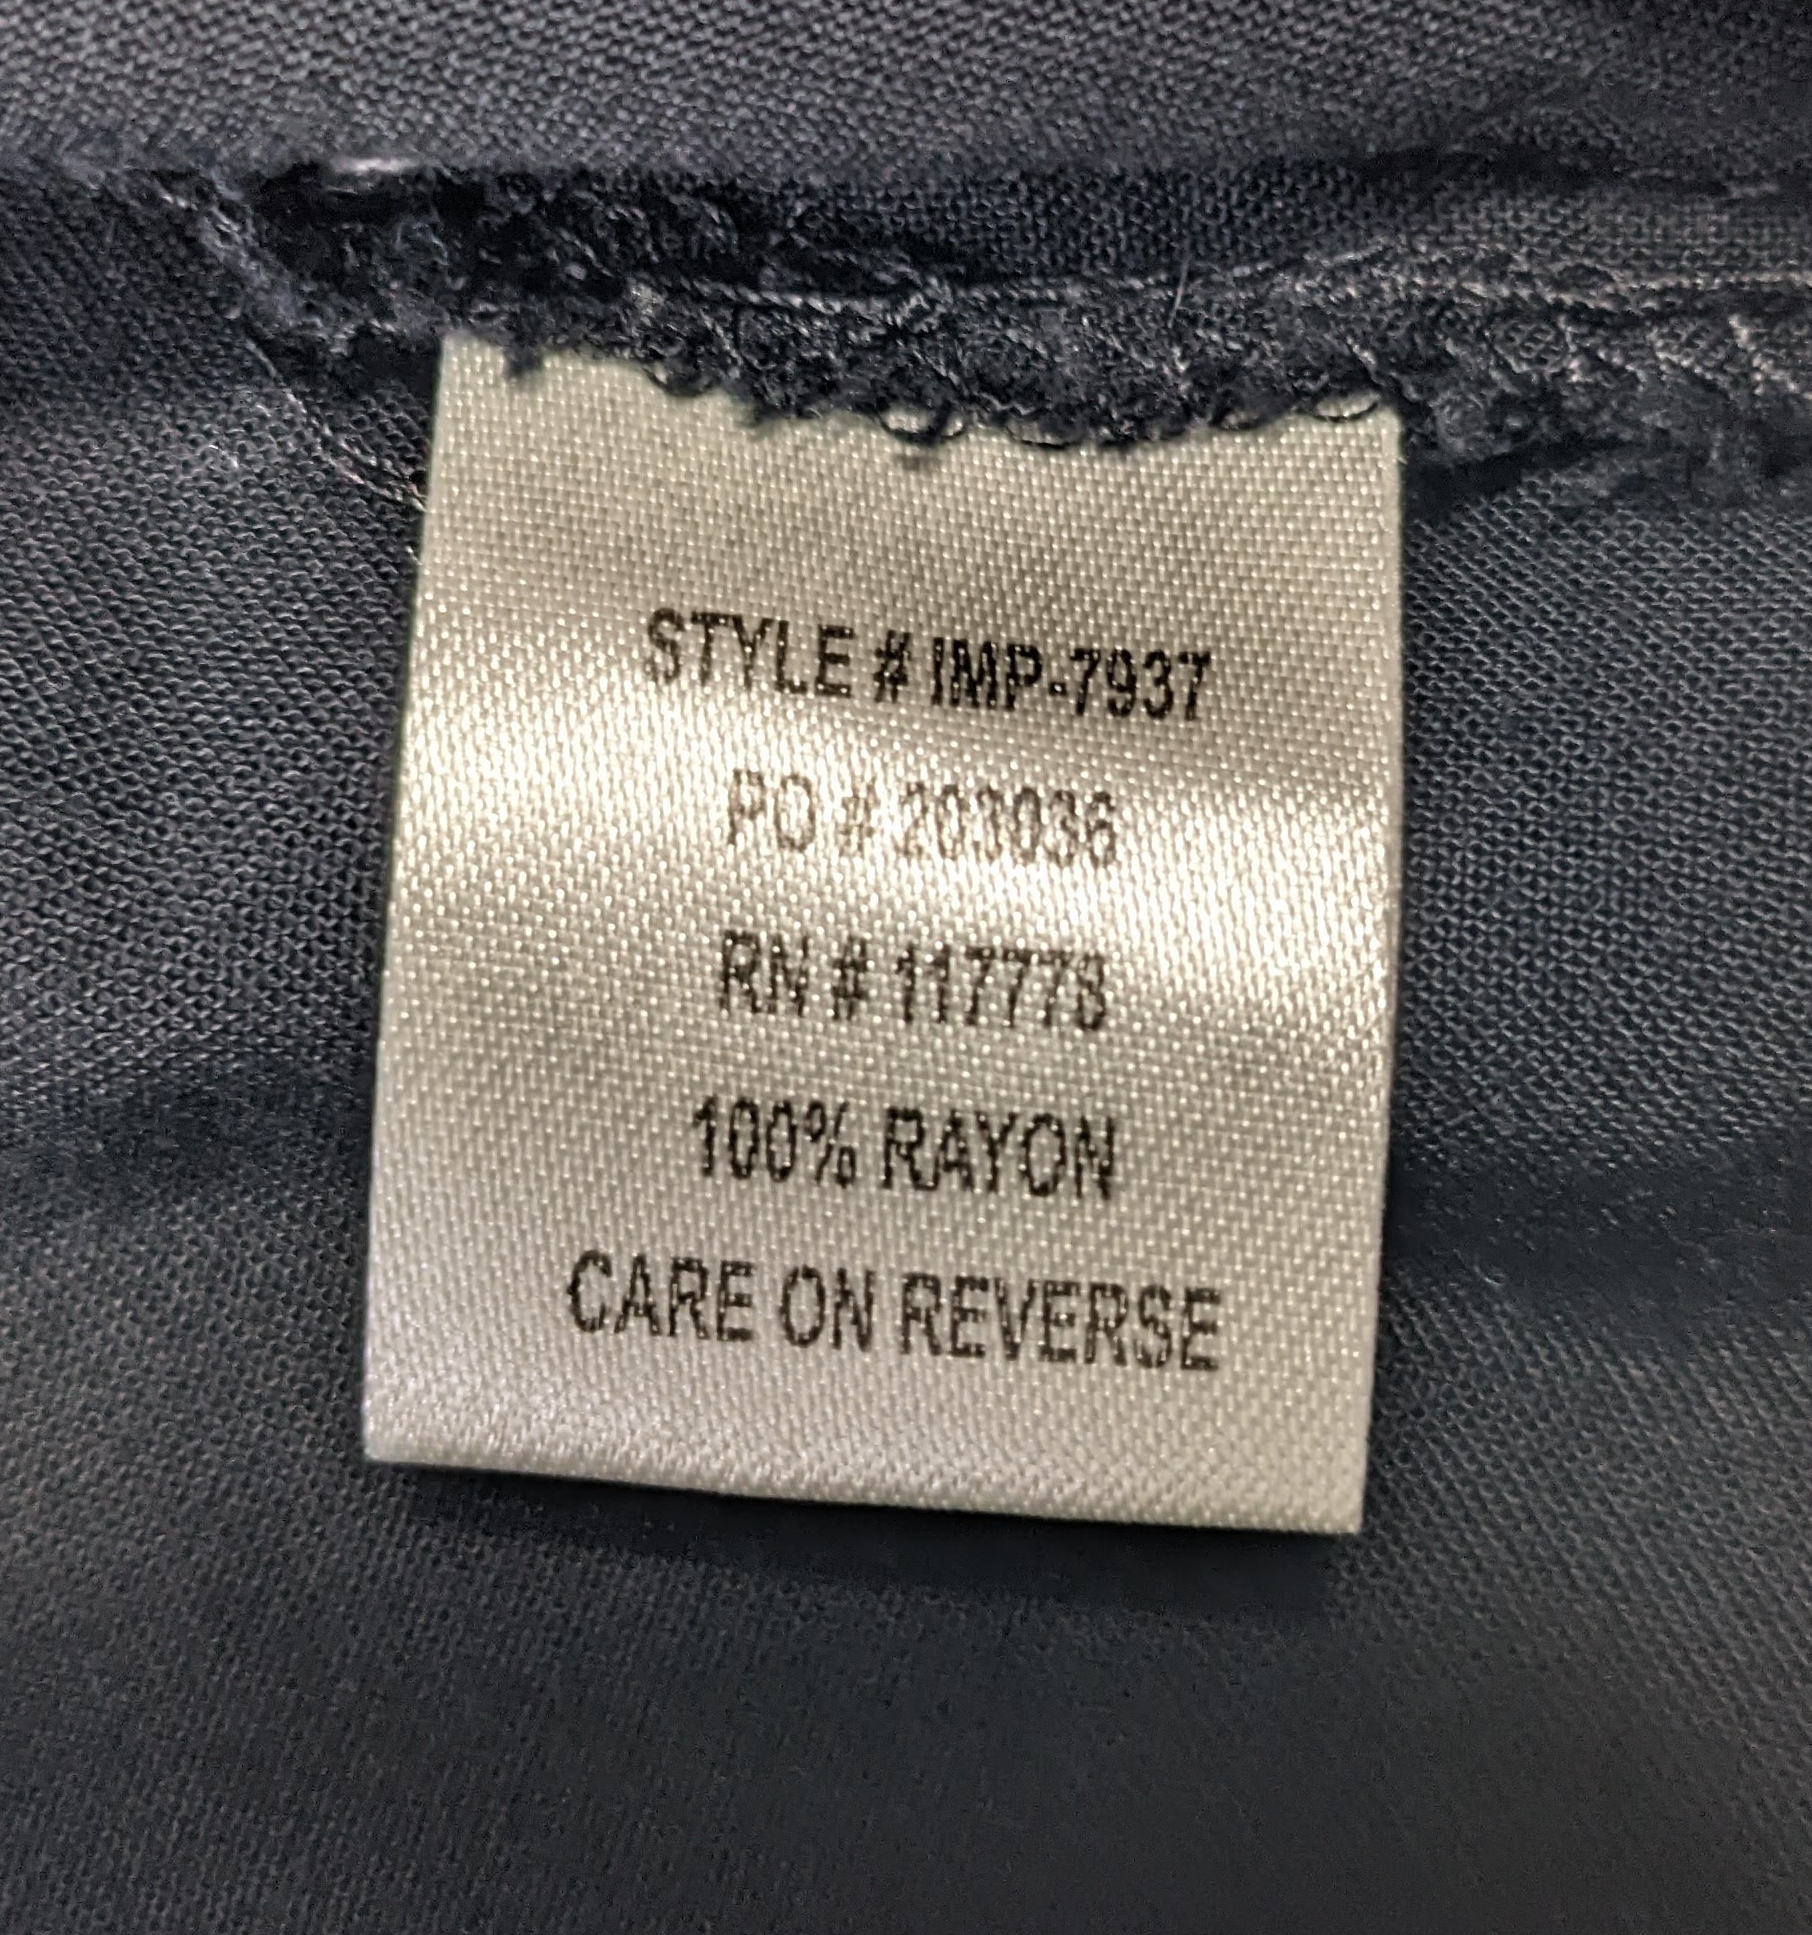 STYLE # IMP-7937
PO # 203036
RN # 117778
100% RAYON
CARE ON REVERSE